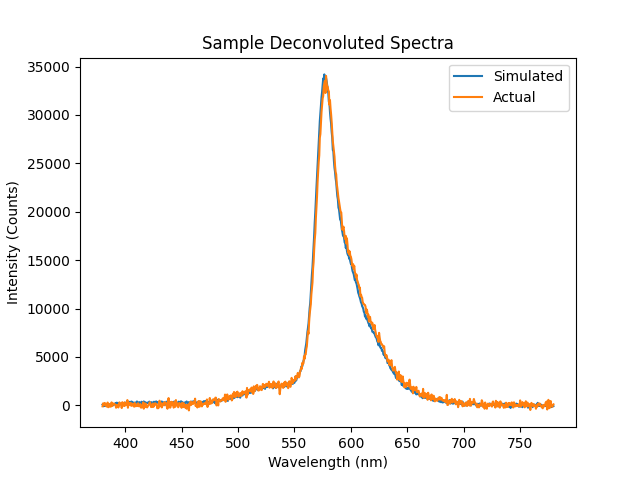 Sample Deconvoluted Spectra
Simulated
Actual
Intensity (Counts)
35000
30000
25000
20000
15000
10000
5000
0
400 450 500 550 600 650 700 750
Wavelength (nm)